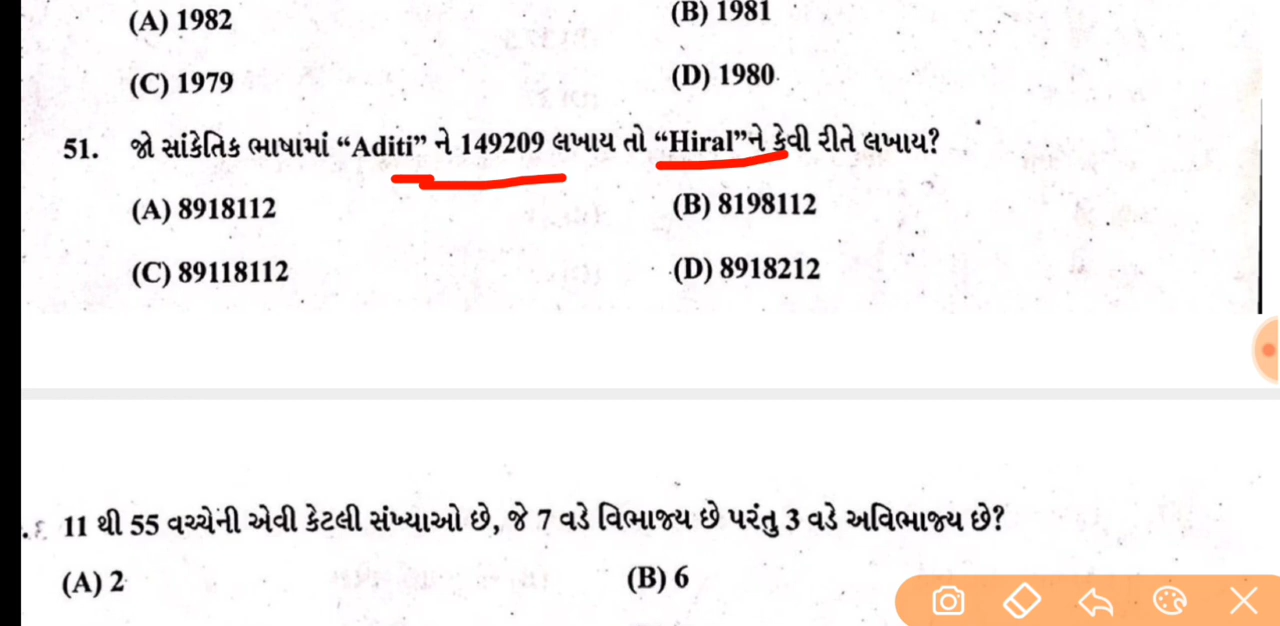 (A) 1982 (B) 1981
(C) 1979 (D) 1980
51. જો સાંકેતિક ભાષામાં “Aditi” ને 149209 લખાય તો “Hiral”ને કેવી રીતે લખાય?
(A) 8918112 (B) 8198112
(C) 89118112 (D) 8918212
11 થી 55 વચ્ચેની એવી કેટલી સંખ્યાઓ છે, જે 7 વડે વિભાજ્ય છે પરંતુ 3 વડે અવિભાજ્ય છે?
(A) 2 (B) 6